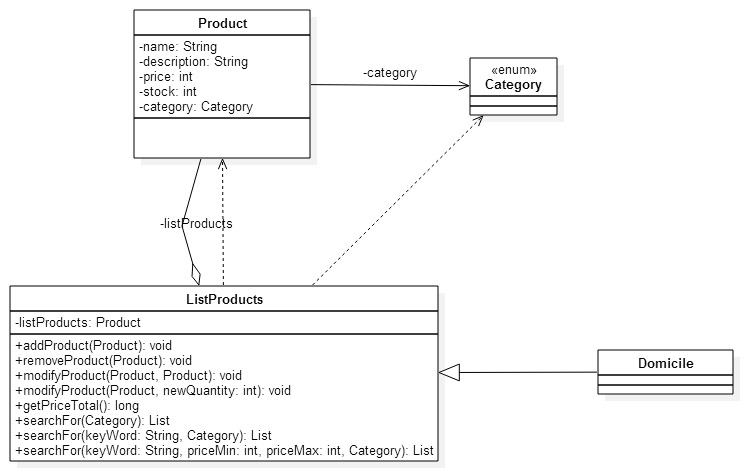 Product
-name: String
-description: String
-price: int
-stock: int
-category: Category
-category
«enum»
Category
-listProducts
ListProducts
-listProducts: Product
+addProduct(Product): void
+removeProduct(Product): void
+modifyProduct(Product, Product): void
+modifyProduct(Product, newQuantity: int): void
+getPriceTotal(): long
+searchFor(Category): List
+searchFor(keyWord: String, Category): List
+searchFor(keyWord: String, priceMin: int, priceMax: int, Category): List
Domicile